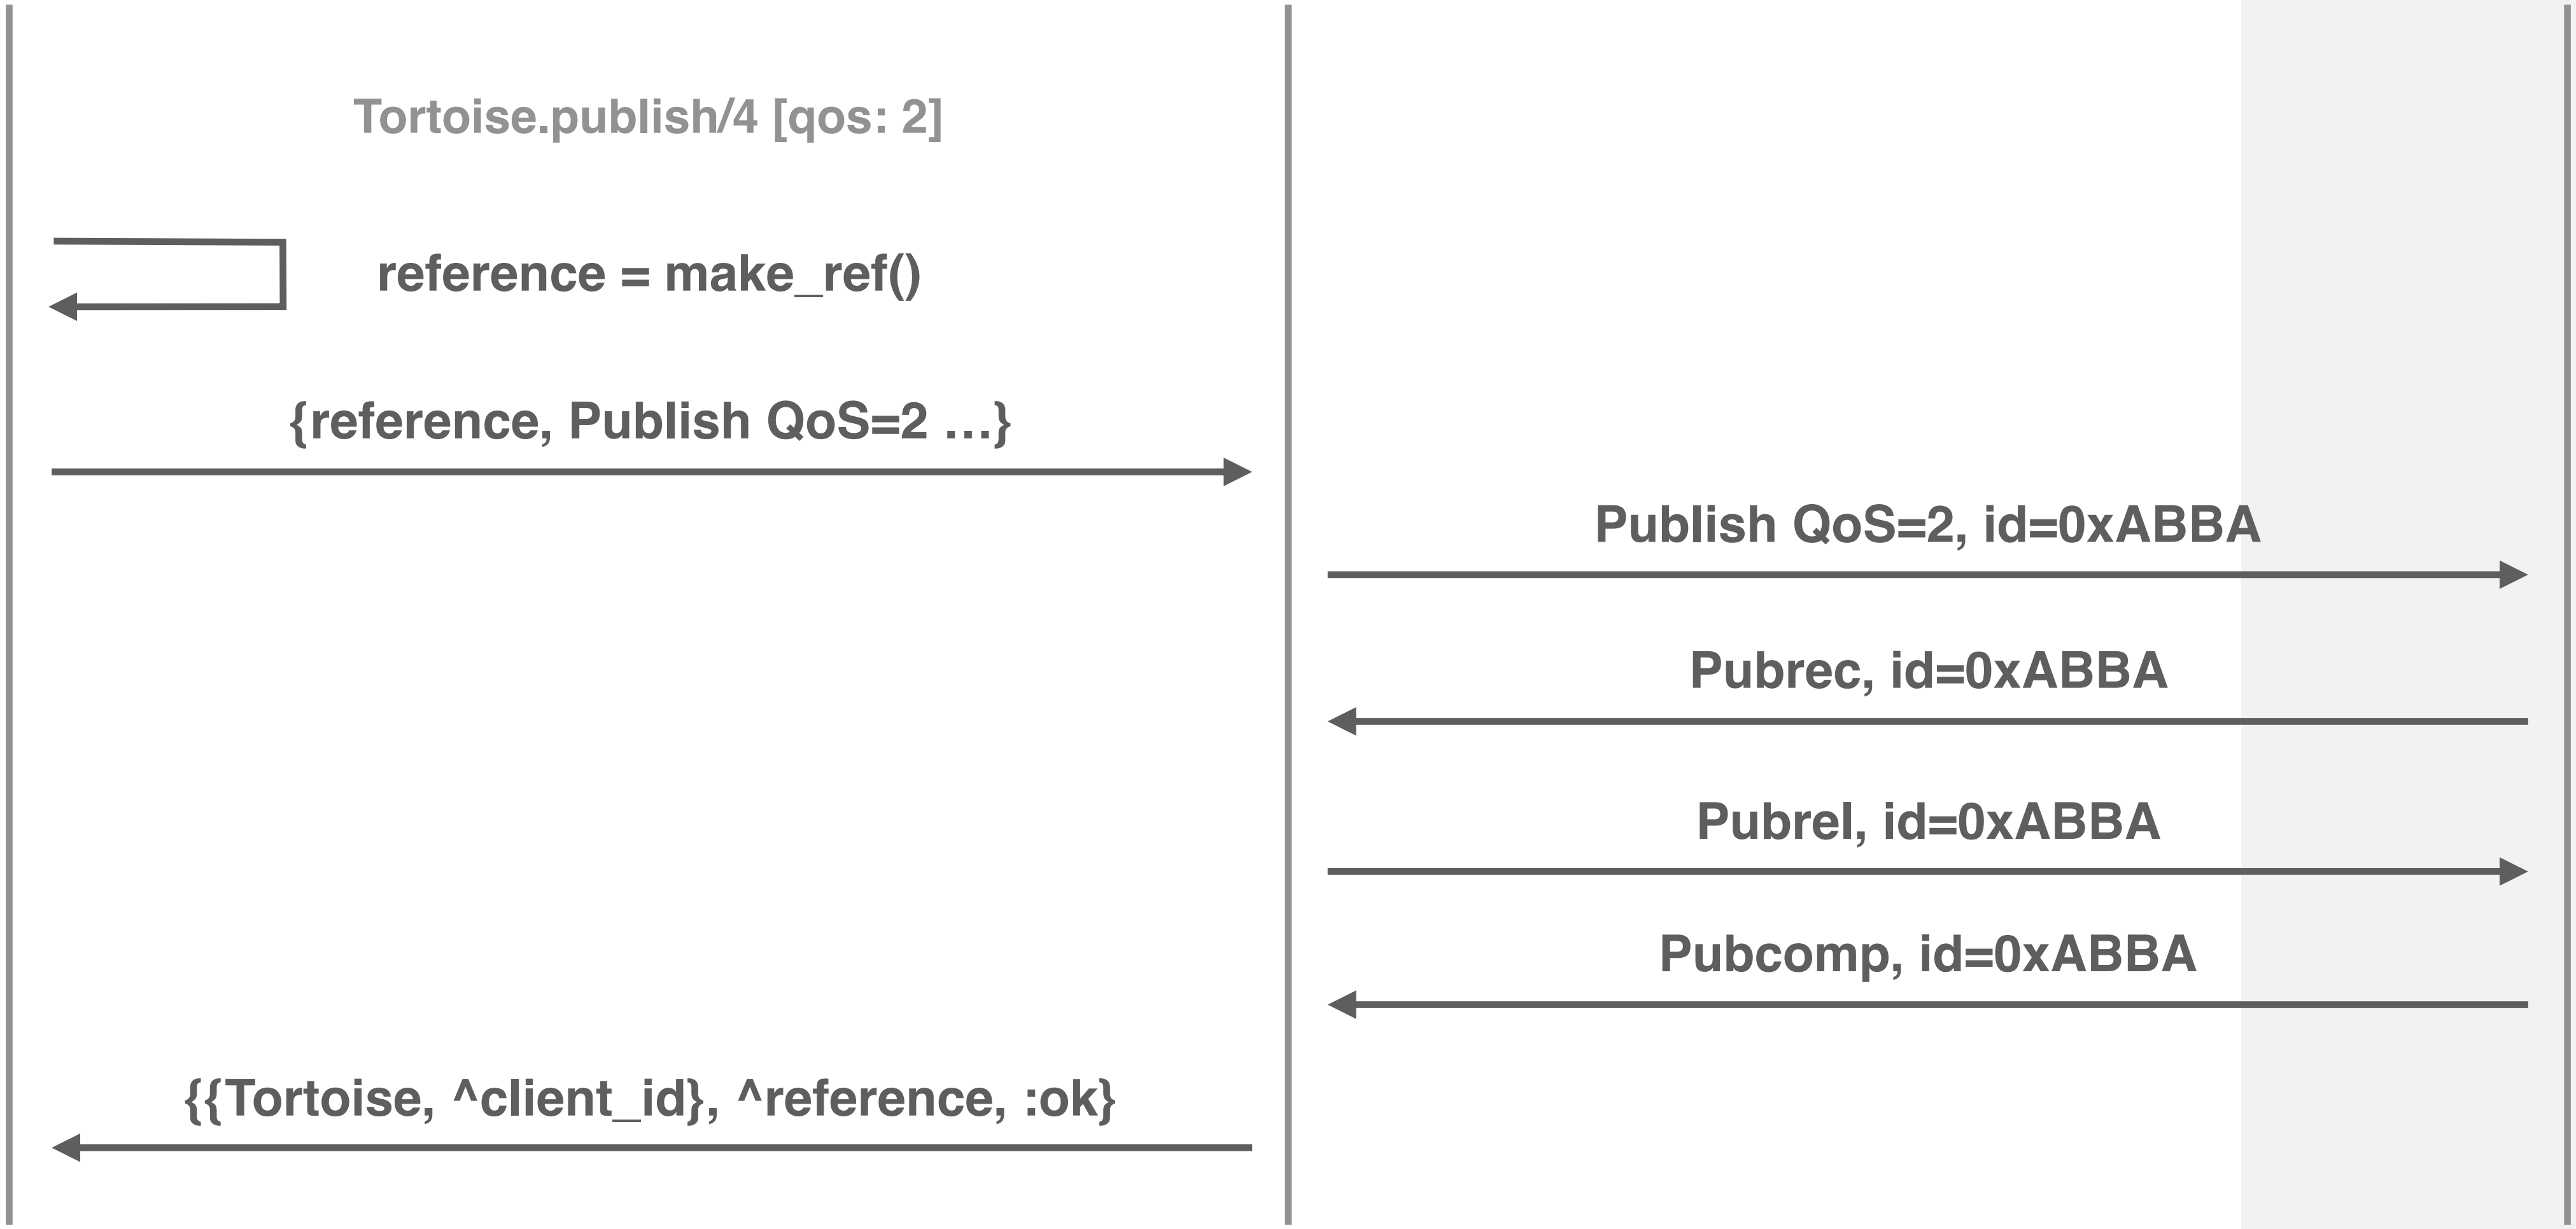 Tortoise.publish/4 [qos: 2]
reference = make_ref()
{reference, Publish QoS=2 …}
Publish QoS=2, id=0xABBA
Pubrec, id=0xABBA
Pubrel, id=0xABBA
Pubcomp, id=0xABBA
{{Tortoise, ^client_id}, ^reference, :ok}